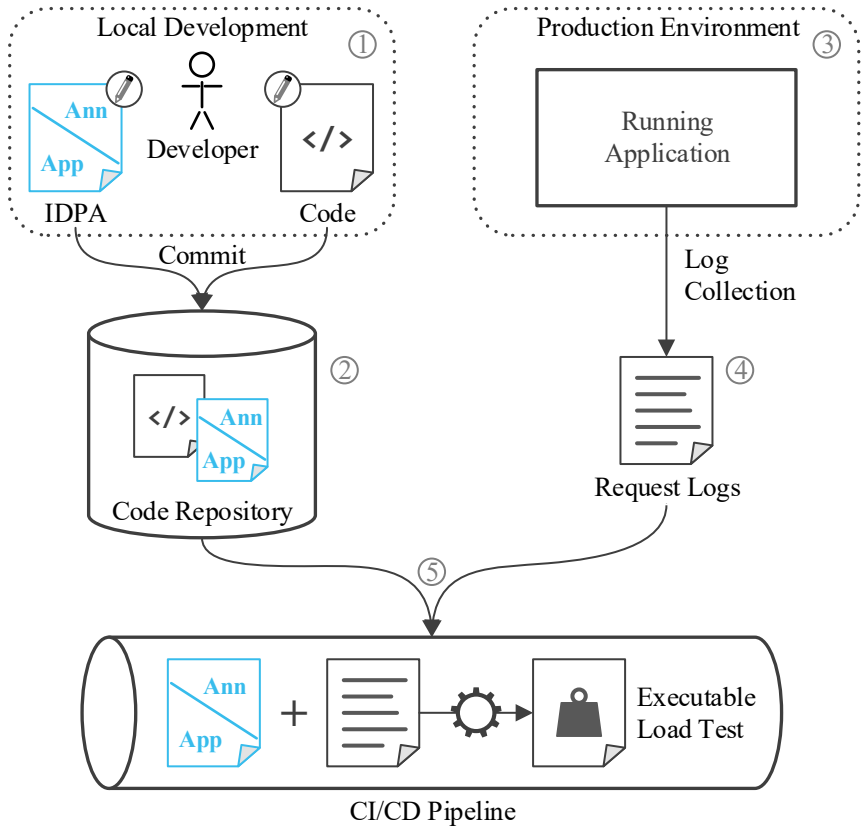 Local Development
①
Ann
App
IDPA
Developer
</>
Code
Commit
②
</>
Ann
App
Code Repository
Production Environment
③
Running
Application
Log
Collection
④
Request Logs
⑤
Ann
App
+
Executable
Load Test
CI/CD Pipeline